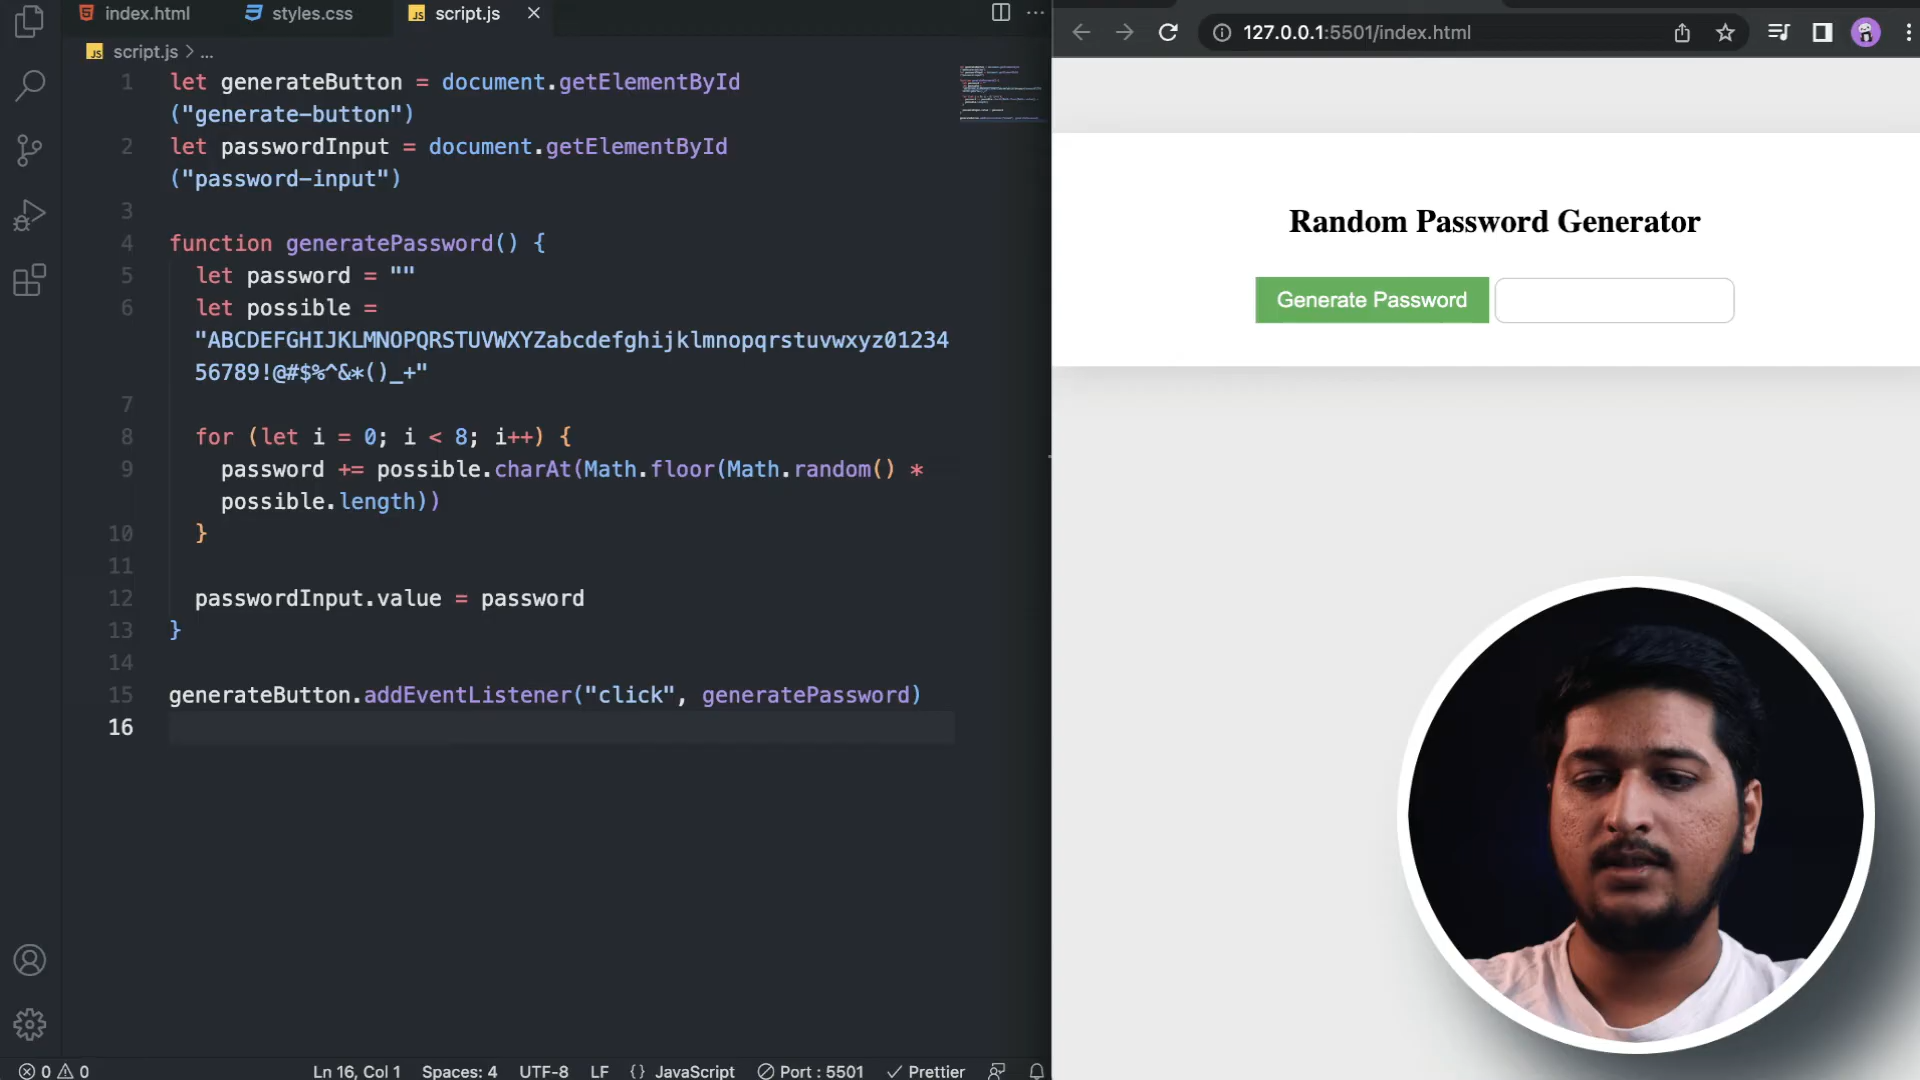 index.html styles.css script.js
script.js > ...
1 let generateButton = document.getElementById
("generate-button")
2 let passwordInput = document.getElementById
("password-input")
3
4 function generatePassword() {
5 let password = ""
6 let possible =
"ABCDEFGHIJKLMNOPQRSTUVWXYZabcdefghijklmnopqrstuvwxyz01234
56789!@#$%^&*()_+"
7
8 for (let i = 0; i < 8; i++) {
9 password += possible.charAt(Math.floor(Math.random() *
possible.length))
10 }
11
12 passwordInput.value = password
13 }
14
15 generateButton.addEventListener("click", generatePassword)
16
0 0 Ln 16, Col 1 Spaces: 4 UTF-8 LF {} JavaScript Port : 5501 Prettier
127.0.0.1:5501/index.html
Random Password Generator
Generate Password